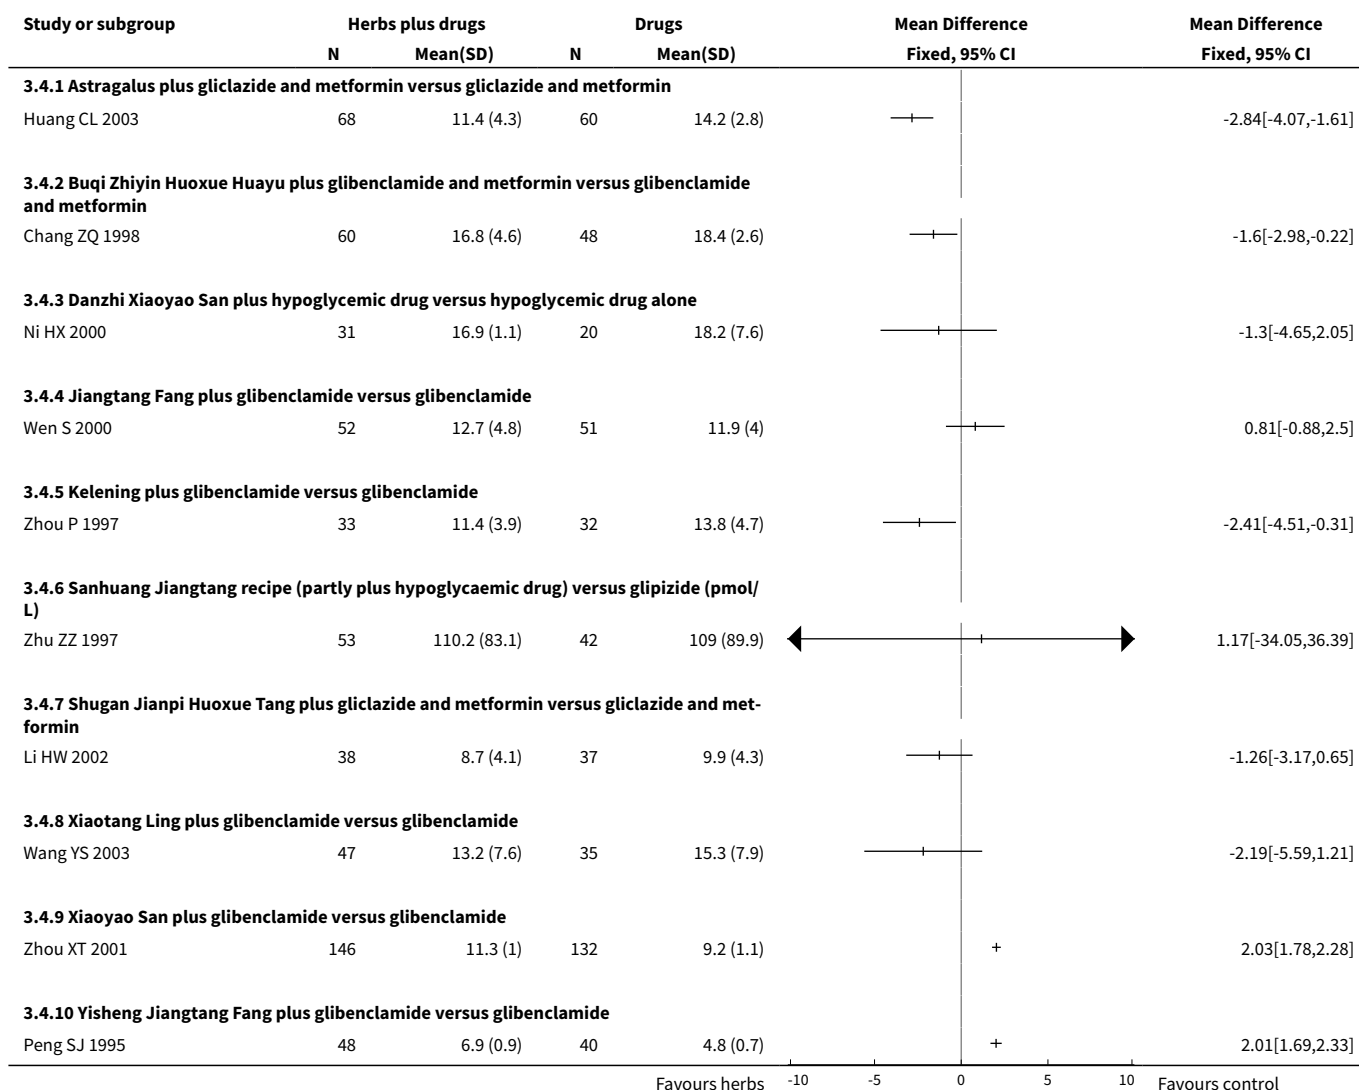 Study or subgroup Herbs plus drugs Drugs Mean Difference Mean Difference
N Mean(SD) N Mean(SD) Fixed, 95% CI Fixed, 95% CI
3.4.1 Astragalus plus gliclazide and metformin versus gliclazide and metformin
Huang CL 2003 68 11.4 (4.3) 60 14.2 (2.8) -2.84[-4.07,-1.61]
3.4.2 Buqi Zhiyin Huoxue Huayu plus glibenclamide and metformin versus glibenclamide
and metformin
Chang ZQ 1998 60 16.8 (4.6) 48 18.4 (2.6) -1.6[-2.98,-0.22]
3.4.3 Danzhi Xiaoyao San plus hypoglycemic drug versus hypoglycemic drug alone
Ni HX 2000 31 16.9 (1.1) 20 18.2 (7.6) -1.3[-4.65,2.05]
3.4.4 Jiangtang Fang plus glibenclamide versus glibenclamide
Wen S 2000 52 12.7 (4.8) 51 11.9 (4) 0.81[-0.88,2.5]
3.4.5 Kelening plus glibenclamide versus glibenclamide
Zhou P 1997 33 11.4 (3.9) 32 13.8 (4.7) -2.41[-4.51,-0.31]
3.4.6 Sanhuang Jiangtang recipe (partly plus hypoglycaemic drug) versus glipizide (pmol/
L)
Zhu ZZ 1997 53 110.2 (83.1) 42 109 (89.9) 1.17[-34.05,36.39]
3.4.7 Shugan Jianpi Huoxue Tang plus gliclazide and metformin versus gliclazide and met-
formin
Li HW 2002 38 8.7 (4.1) 37 9.9 (4.3) -1.26[-3.17,0.65]
3.4.8 Xiaotang Ling plus glibenclamide versus glibenclamide
Wang YS 2003 47 13.2 (7.6) 35 15.3 (7.9) -2.19[-5.59,1.21]
3.4.9 Xiaoyao San plus glibenclamide versus glibenclamide
Zhou XT 2001 146 11.3 (1) 132 9.2 (1.1) 2.03[1.78,2.28]
3.4.10 Yisheng Jiangtang Fang plus glibenclamide versus glibenclamide
Peng SJ 1995 48 6.9 (0.9) 40 4.8 (0.7) 2.01[1.69,2.33]
Favours herbs -10 -5 0 5 10 Favours control